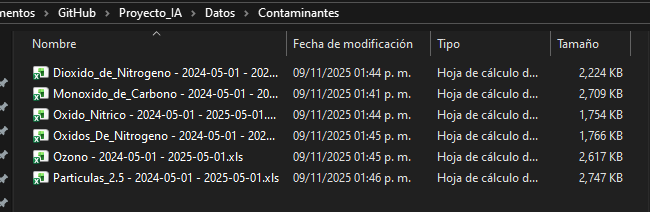 mentos > GitHub > Proyecto_IA > Datos > Contaminantes
Nombre Fecha de modificación Tipo Tamaño
Dioxido_de_Nitrogeno - 2024-05-01 - 202... 09/11/2025 01:44 p. m. Hoja de cálculo d... 2,224 KB
Monoxido_de_Carbono - 2024-05-01 - 20... 09/11/2025 01:41 p. m. Hoja de cálculo d... 2,709 KB
Oxido_Nitrico - 2024-05-01 - 2025-05-01.... 09/11/2025 01:44 p. m. Hoja de cálculo d... 1,754 KB
Oxidos_De_Nitrogeno - 2024-05-01 - 202... 09/11/2025 01:45 p. m. Hoja de cálculo d... 1,766 KB
Ozono - 2024-05-01 - 2025-05-01.xls 09/11/2025 01:45 p. m. Hoja de cálculo d... 2,617 KB
Particulas_2.5 - 2024-05-01 - 2025-05-01.xls 09/11/2025 01:46 p. m. Hoja de cálculo d... 2,747 KB